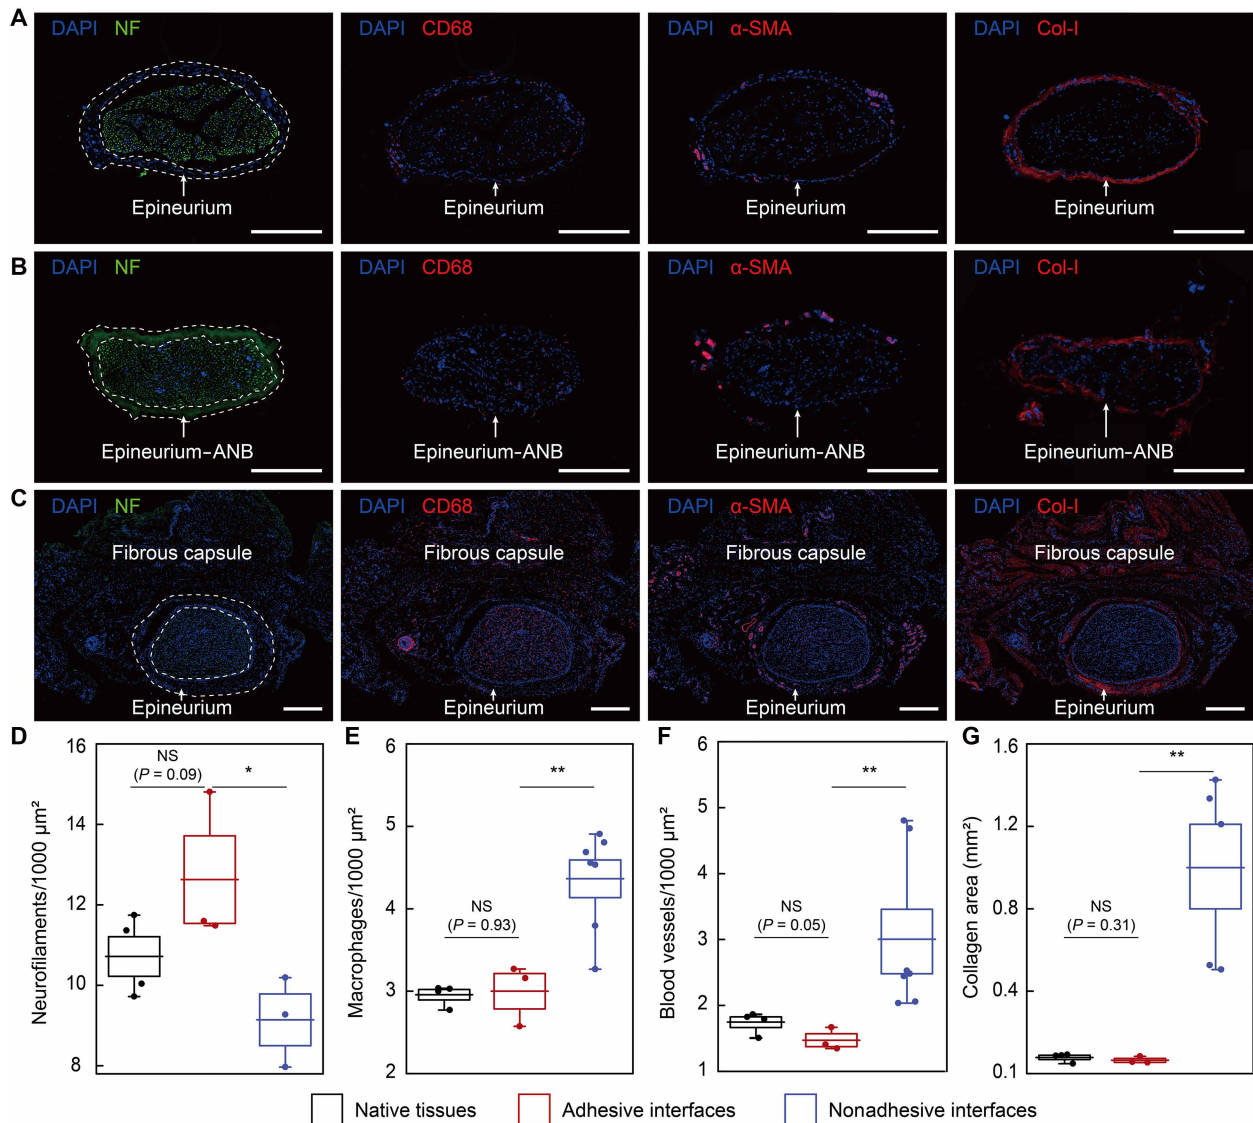 A
DAPI NF
DAPI CD68
DAPI α-SMA
DAPI Col-I
Epineurium
Epineurium
Epineurium
Epineurium
B
DAPI NF
DAPI CD68
DAPI α-SMA
DAPI Col-I
Epineurium–ANB
Epineurium–ANB
Epineurium–ANB
Epineurium–ANB
C
DAPI NF
DAPI CD68
DAPI α-SMA
DAPI Col-I
Fibrous capsule
Fibrous capsule
Fibrous capsule
Fibrous capsule
Epineurium
Epineurium
Epineurium
Epineurium
D
Neurofilaments/1000 μm²
16
14
12
10
8
NS
(P = 0.09)
*
E
Macrophages/1000 μm²
6
5
4
3
2
NS
(P = 0.93)
**
F
Blood vessels/1000 μm²
6
5
4
3
2
1
NS
(P = 0.05)
**
G
Collagen area (mm²)
1.6
1.2
0.8
0.4
0.1
NS
(P = 0.31)
**
Native tissues
Adhesive interfaces
Nonadhesive interfaces